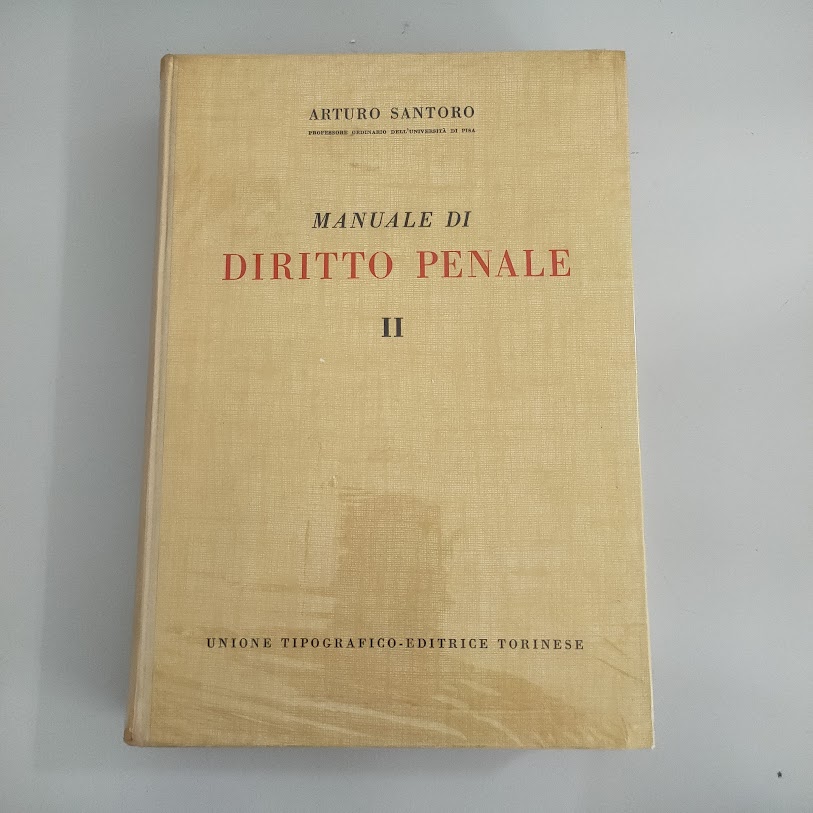 ARTURO SANTORO
PROFESSORE ORDINARIO DELL'UNIVERSITÀ DI PISA
MANUALE DI
DIRITTO PENALE
II
UNIONE TIPOGRAFICO-EDITRICE TORINESE